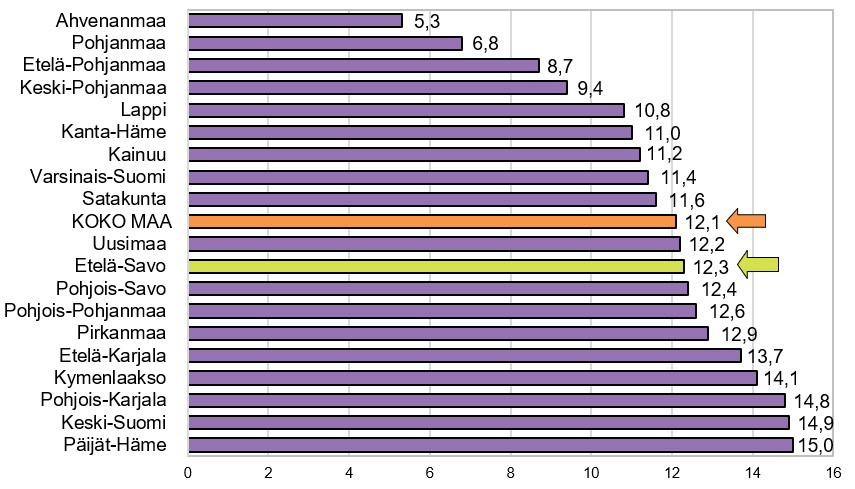 Ahvenanmaa 5,3
Pohjanmaa 6,8
Etelä-Pohjanmaa 8,7
Keski-Pohjanmaa 9,4
Lappi 10,8
Kanta-Häme 11,0
Kainuu 11,2
Varsinais-Suomi 11,4
Satakunta 11,6
KOKO MAA 12,1
Uusimaa 12,2
Etelä-Savo 12,3
Pohjois-Savo 12,4
Pohjois-Pohjanmaa 12,6
Pirkanmaa 12,9
Etelä-Karjala 13,7
Kymenlaakso 14,1
Pohjois-Karjala 14,8
Keski-Suomi 14,9
Päijät-Häme 15,0
0 2 4 6 8 10 12 14 16